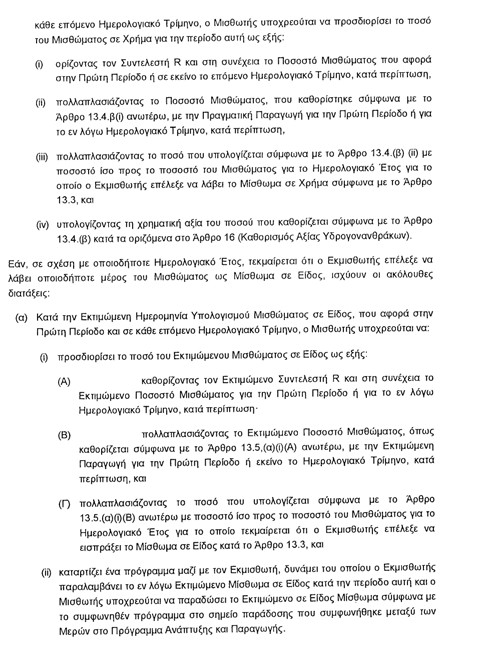 κάθε επόμενο Ημερολογιακό Τρίμηνο, ο Μισθωτής υποχρεούται να προσδιορίσει το ποσό
του Μισθώματος σε Χρήμα για την περίοδο αυτή ως εξής:
(i) ορίζοντας τον Συντελεστή R και στη συνέχεια το Ποσοστό Μισθώματος που αφορά
στην Πρώτη Περίοδο ή σε εκείνο το επόμενο Ημερολογιακό Τρίμηνο, κατά περίπτωση,
(ii) πολλαπλασιάζοντας το Ποσοστό Μισθώματος, που καθορίστηκε σύμφωνα με το
Άρθρο 13.4.β(i) ανωτέρω, με την Πραγματική Παραγωγή για την Πρώτη Περίοδο ή για
το εν λόγω Ημερολογιακό Τρίμηνο, κατά περίπτωση,
(iii) πολλαπλασιάζοντας το ποσό που υπολογίζεται σύμφωνα με το Άρθρο 13.4.(β) (ii) με
ποσοστό ίσο προς το ποσοστό του Μισθώματος για το Ημερολογιακό Έτος για το
οποίο ο Εκμισθωτής επέλεξε να λάβει το Μίσθωμα σε Χρήμα σύμφωνα με το Άρθρο
13.3, και
(iv) υπολογίζοντας τη χρηματική αξία του ποσού που καθορίζεται σύμφωνα με το Άρθρο
13.4.(β) κατά τα οριζόμενα στο Άρθρο 16 (Καθορισμός Αξίας Υδρογονανθράκων).
Εάν, σε σχέση με οποιοδήποτε Ημερολογιακό Έτος, τεκμαίρεται ότι ο Εκμισθωτής επέλεξε να
λάβει οποιοδήποτε μέρος του Μισθώματος ως Μίσθωμα σε Είδος, ισχύουν οι ακόλουθες
διατάξεις:
(α) Κατά την Εκτιμώμενη Ημερομηνία Υπολογισμού Μισθώματος σε Είδος, που αφορά στην
Πρώτη Περίοδο και σε κάθε επόμενο Ημερολογιακό Τρίμηνο, ο Μισθωτής υποχρεούται να:
(i) προσδιορίσει το ποσό του Εκτιμώμενου Μισθώματος σε Είδος ως εξής:
(Α) καθορίζοντας τον Εκτιμώμενο Συντελεστή R και στη συνέχεια το
Εκτιμώμενο Ποσοστό Μισθώματος για την Πρώτη Περίοδο ή για το εν λόγω
Ημερολογιακό Τρίμηνο, κατά περίπτωση·
(Β) πολλαπλασιάζοντας το Εκτιμώμενο Ποσοστό Μισθώματος, όπως
καθορίζεται σύμφωνα με το Άρθρο 13.5,(α)(i)(Α) ανωτέρω, με την Εκτιμώμενη
Παραγωγή για την Πρώτη Περίοδο ή εκείνο το Ημερολογιακό Τρίμηνο, κατά
περίπτωση, και
(Γ) πολλαπλασιάζοντας το ποσό που υπολογίζεται σύμφωνα με το Άρθρο
13.5.(α)(i)(Β) ανωτέρω με ποσοστό ίσο προς το ποσοστό του Μισθώματος για το
Ημερολογιακό Έτος για το οποίο τεκμαίρεται ότι ο Εκμισθωτής επέλεξε να
εισπράξει το Μίσθωμα σε Είδος κατά το Άρθρο 13.3, και
(ii) καταρτίζει ένα πρόγραμμα μαζί με τον Εκμισθωτή, δυνάμει του οποίου ο Εκμισθωτής
παραλαμβάνει το εν λόγω Εκτιμώμενο Μίσθωμα σε Είδος κατά την περίοδο αυτή και ο
Μισθωτής υποχρεούται να παραδώσει το Εκτιμώμενο σε Είδος Μίσθωμα σύμφωνα με
το συμφωνηθέν πρόγραμμα στο σημείο παράδοσης που συμφωνήθηκε μεταξύ των
Μερών στο Πρόγραμμα Ανάπτυξης και Παραγωγής.